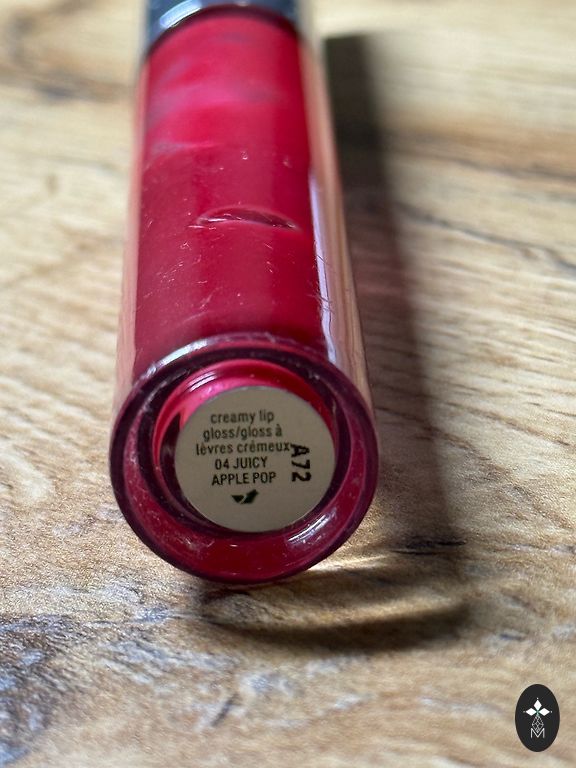 creamy lip
gloss/gloss à
lèvres crémeux
04 JUICY
APPLE POP
A72
M